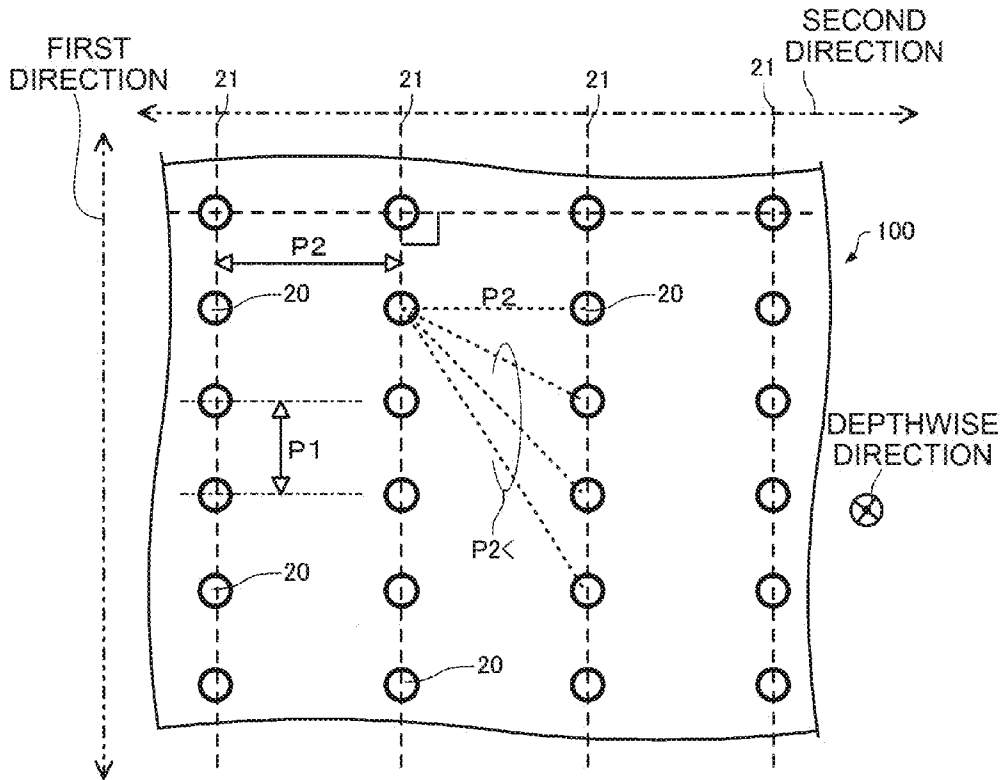 SECOND
DIRECTION
FIRST
DIRECTION
21
21
21
21
100
P2
20
P2
20
P1
DEPTHWISE
DIRECTION
P2<
20
20